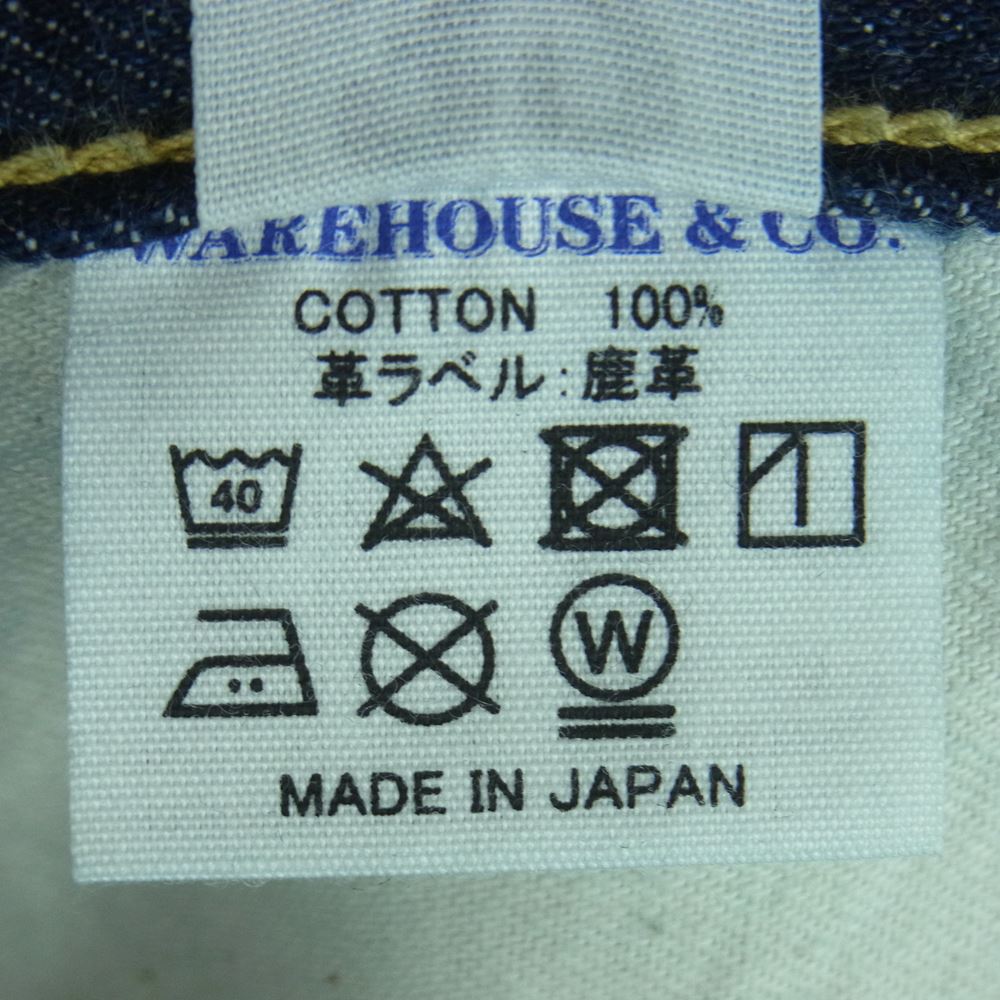 WAREHOUSE & CO.
COTTON 100%
革ラベル:鹿革
40
W
MADE IN JAPAN